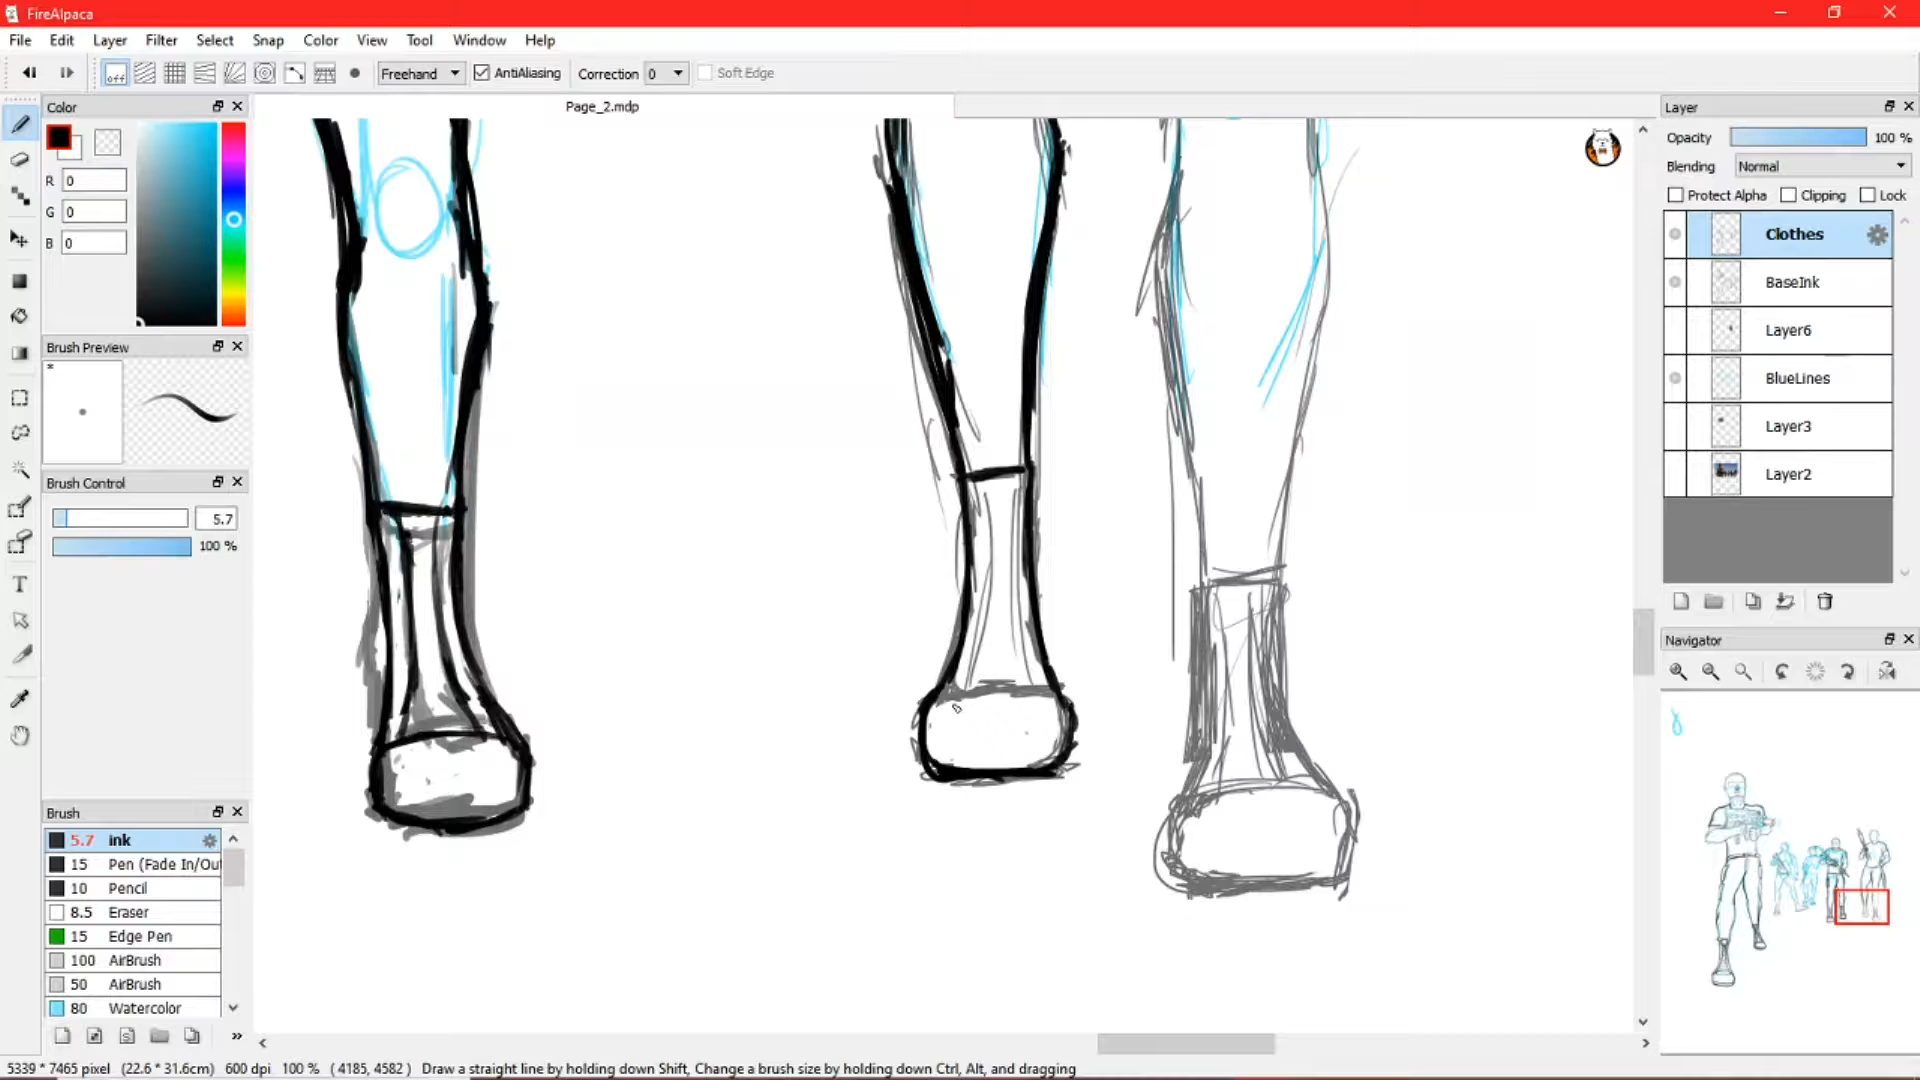 FireAlpaca
File Edit Layer Filter Select Snap Color View Tool Window Help
off Freehand AntiAliasing Correction 0 Soft Edge
Color
Page_2.mdp
Layer
R 0
G 0
B 0
Opacity 100 %
Blending Normal
Protect Alpha Clipping Lock
Clothes
BaseInk
Layer6
BlueLines
Layer3
Layer2
Brush Preview
*
Brush Control
5.7
100 %
Navigator
Brush
5.7 ink
15 Pen (Fade In/Ou
10 Pencil
8.5 Eraser
15 Edge Pen
100 AirBrush
50 AirBrush
80 Watercolor
5339 * 7465 pixel (22.6 * 31.6cm) 600 dpi 100 % ( 4185, 4582 ) Draw a straight line by holding down Shift, Change a brush size by holding down Ctrl, Alt, and dragging